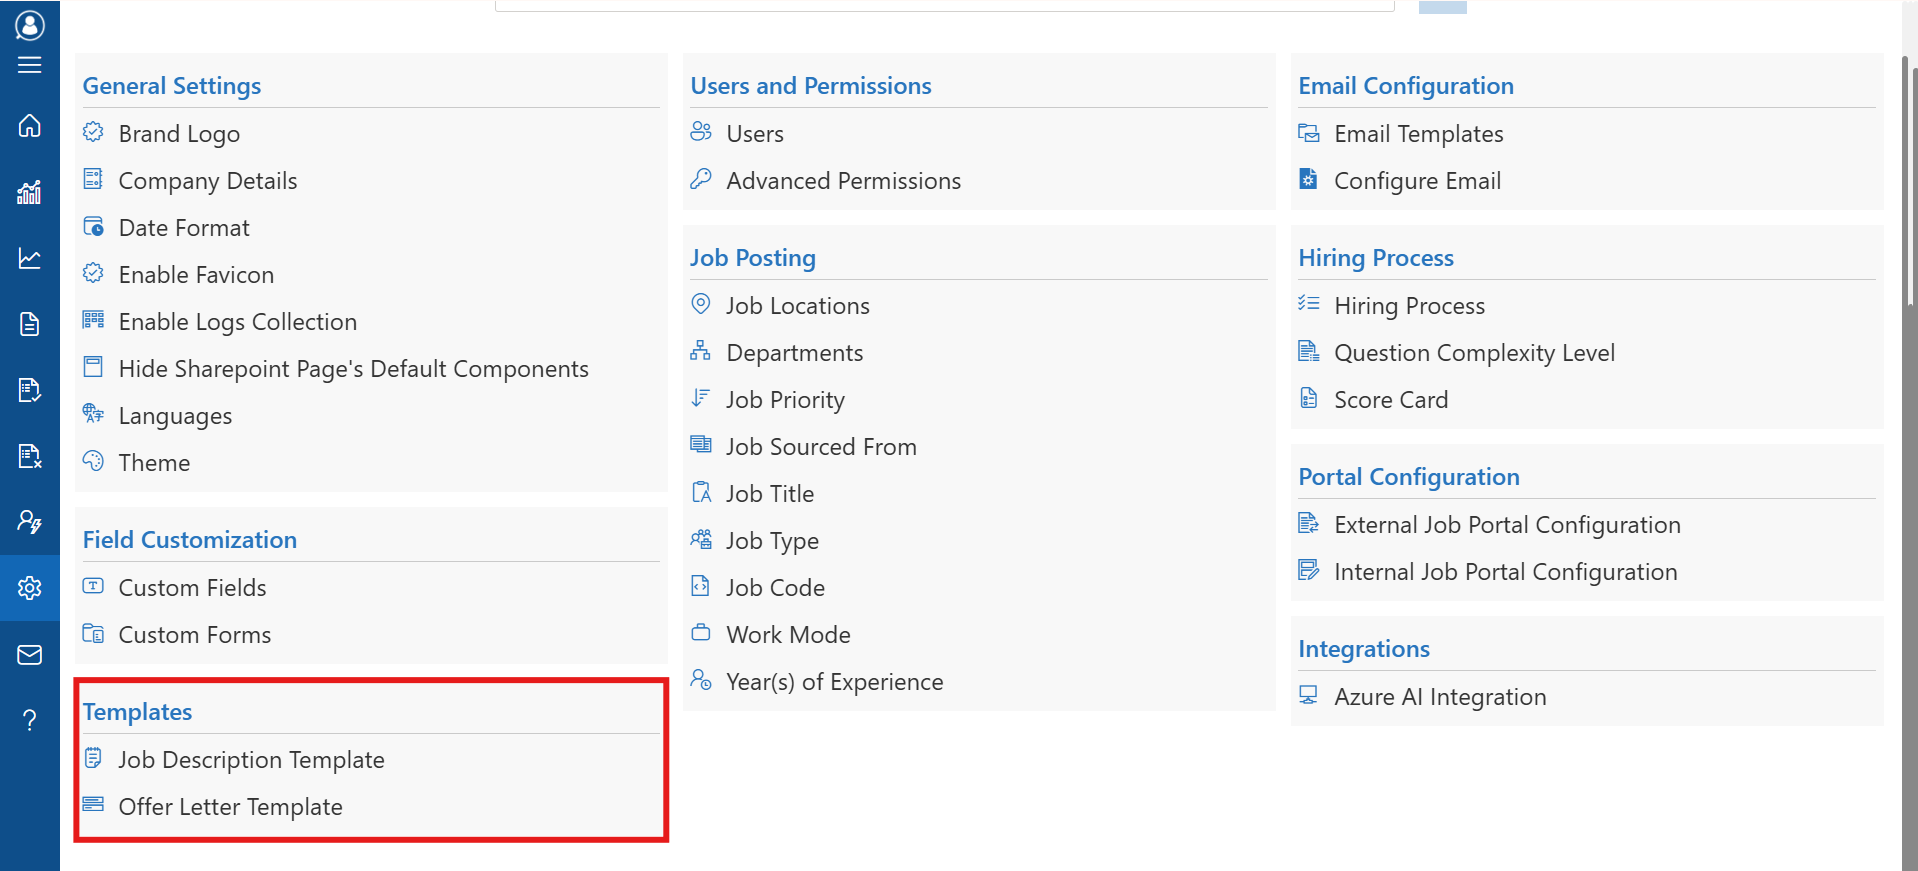 General Settings
Brand Logo
Company Details
Date Format
Enable Favicon
Enable Logs Collection
Hide Sharepoint Page's Default Components
Languages
Theme
Field Customization
Custom Fields
Custom Forms
Templates
Job Description Template
Offer Letter Template
Users and Permissions
Users
Advanced Permissions
Job Posting
Job Locations
Departments
Job Priority
Job Sourced From
Job Title
Job Type
Job Code
Work Mode
Year(s) of Experience
Email Configuration
Email Templates
Configure Email
Hiring Process
Hiring Process
Question Complexity Level
Score Card
Portal Configuration
External Job Portal Configuration
Internal Job Portal Configuration
Integrations
Azure AI Integration